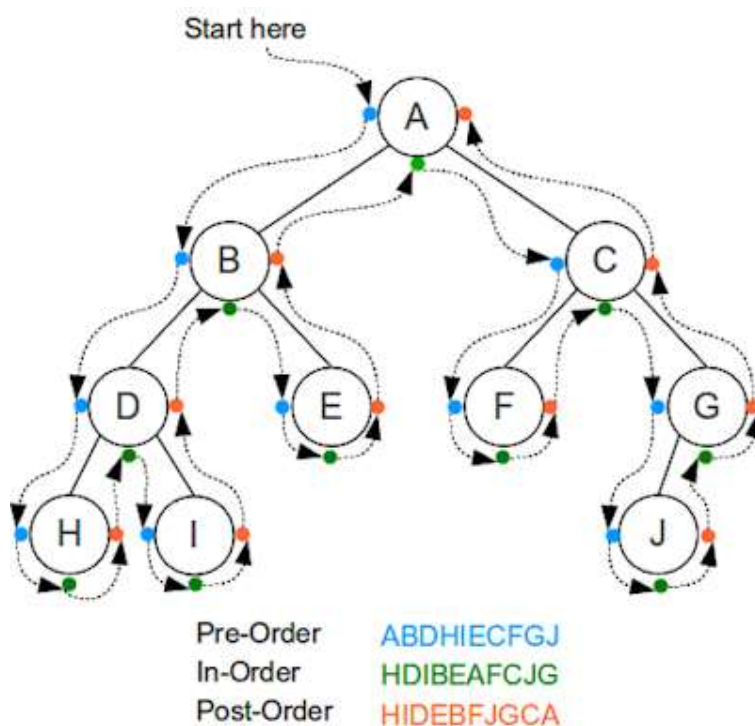 Start here
A
B
C
D
E
F
G
H
I
J
Pre-Order ABDHIECFGJ
In-Order HDIBEAFCJG
Post-Order HIDEBFJGCA